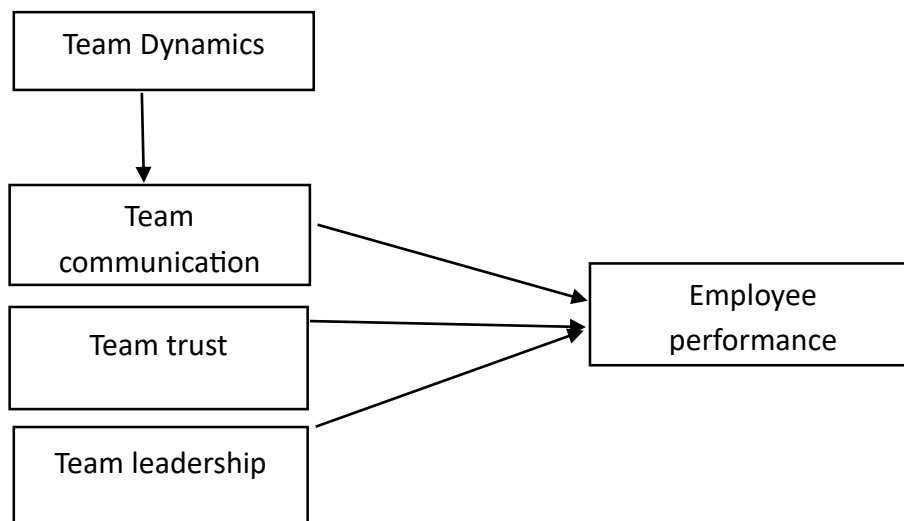 Team Dynamics
Team
communication
Team trust
Team leadership
Employee
performance